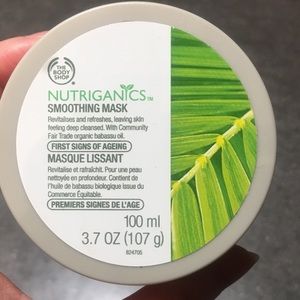 THE
BODY
SHOP
NUTRIGANICS™
SMOOTHING MASK
Revitalises and refreshes, leaving skin
feeling deep cleansed. With Community
Fair Trade organic babassu oil.
FIRST SIGNS OF AGEING
MASQUE LISSANT
Revitalise et rafraîchit. Pour une peau
nettoyée en profondeur. Contient de
l'huile de babassu biologique issue du
Commerce Equitable.
PREMIERS SIGNES DE L'AGE
100 ml
3.7 OZ (107 g)
824705